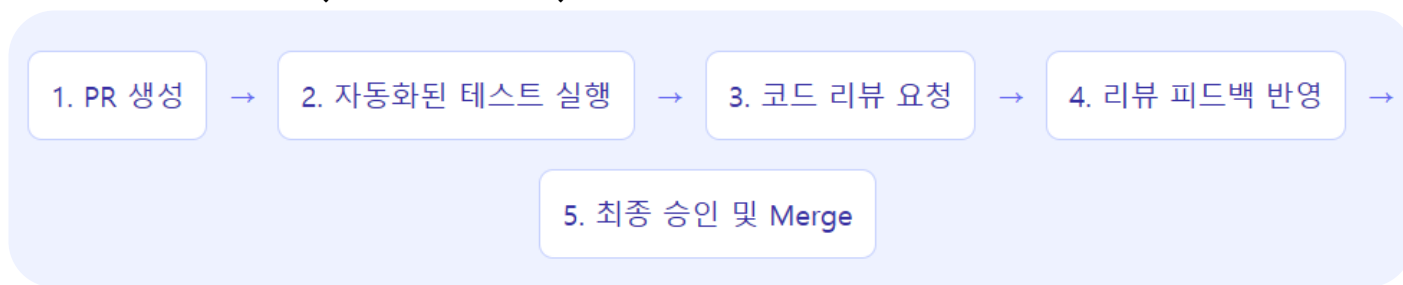 1. PR 생성 → 2. 자동화된 테스트 실행 → 3. 코드 리뷰 요청 → 4. 리뷰 피드백 반영 →
5. 최종 승인 및 Merge